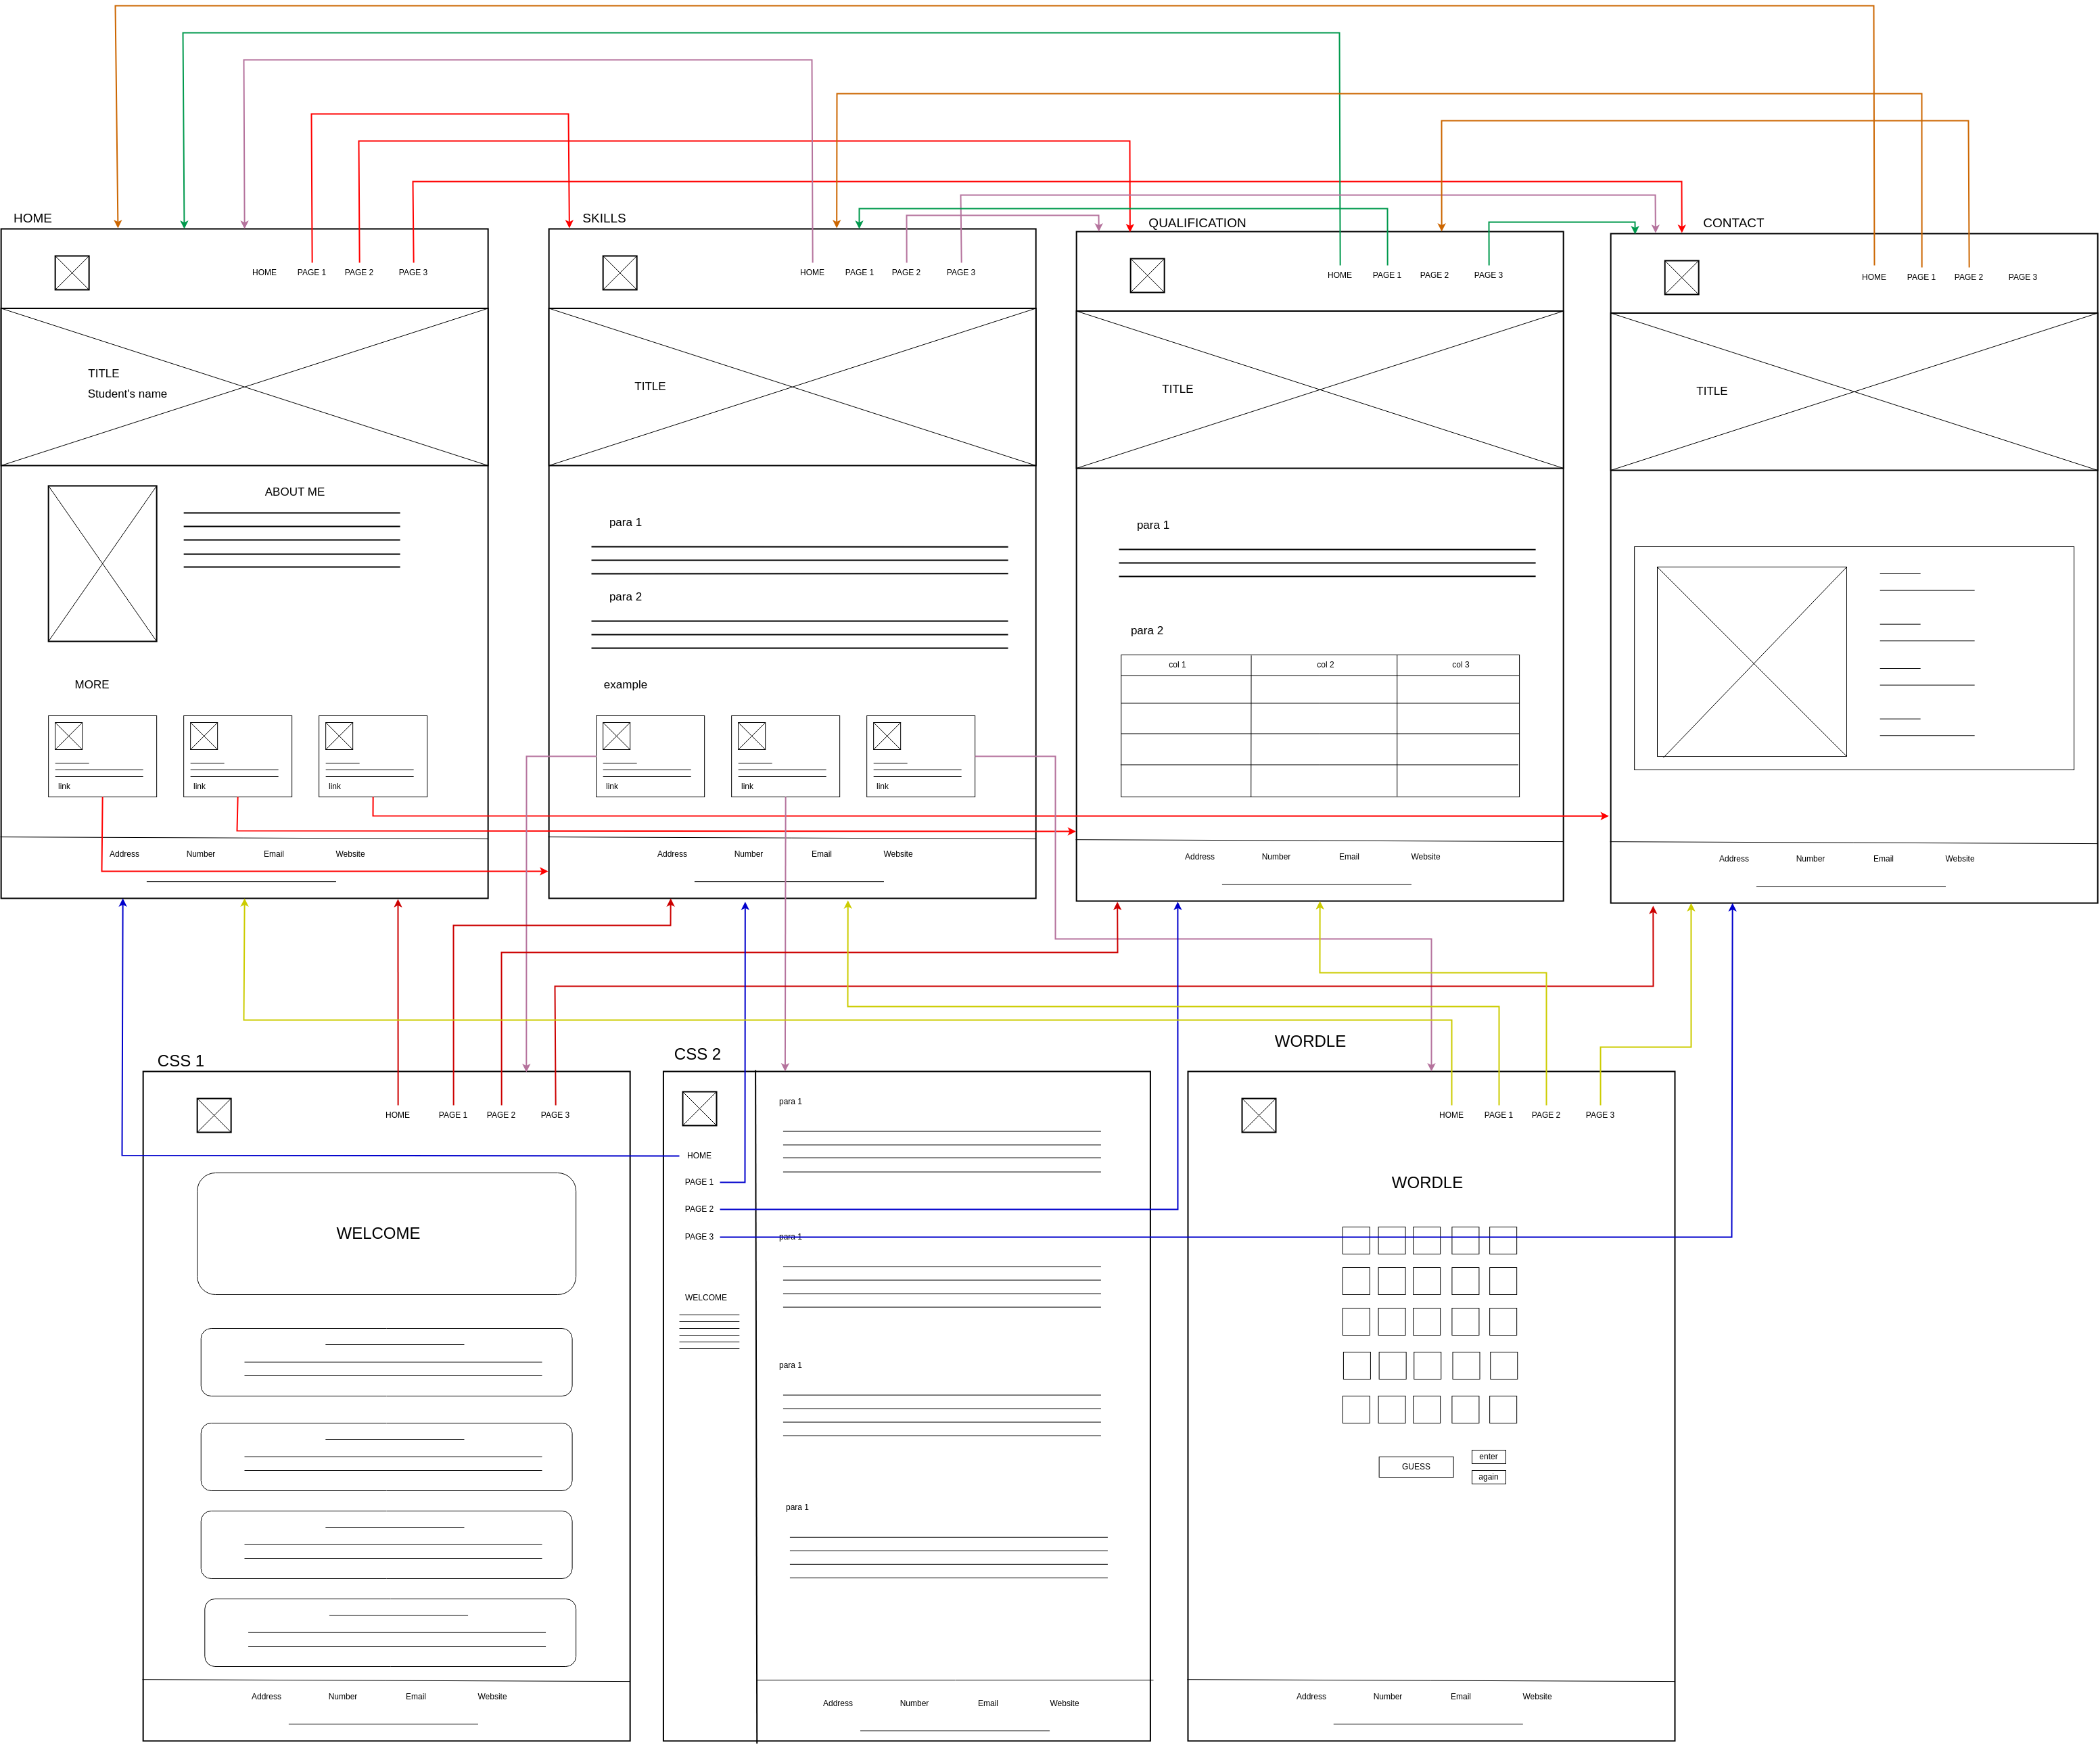 HOME
HOME PAGE 1 PAGE 2 PAGE 3
TITLE
Student's name
ABOUT ME
MORE
link link link
Address Number Email Website
SKILLS
HOME PAGE 1 PAGE 2 PAGE 3
TITLE
para 1
para 2
example
link link link
Address Number Email Website
QUALIFICATION
HOME PAGE 1 PAGE 2 PAGE 3
TITLE
para 1
para 2
col 1 col 2 col 3
Address Number Email Website
CONTACT
HOME PAGE 1 PAGE 2 PAGE 3
TITLE
Address Number Email Website
CSS 1
HOME PAGE 1 PAGE 2 PAGE 3
WELCOME
Address Number Email Website
CSS 2
HOME
PAGE 1
PAGE 2
PAGE 3
WELCOME
para 1
para 1
para 1
para 1
Address Number Email Website
WORDLE
HOME PAGE 1 PAGE 2 PAGE 3
WORDLE
GUESS
enter
again
Address Number Email Website